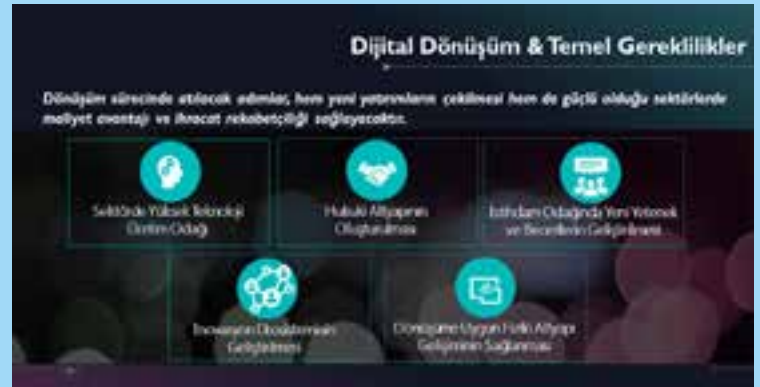 Dijital Dönüşüm & Temel Gereklilikler
Dönüşüm sürecinde atılacak adımlar, hem yeni yatırımların çekilmesi hem de güçlü olduğu sektörlerde
maliyet avantajı ve ihracat rekabetçiliği sağlayacaktır.
Sektörde Yüksek Teknoloji
Üretim Odağı
Hukuki Altyapının
Oluşturulması
İstihdam Odağında Yeni Yetenek
ve Becerilerin Geliştirilmesi
İnovasyon Ekosisteminin
Geliştirilmesi
Dönüşüme Uygun Fiziki Altyapı
Gelişiminin Sağlanması